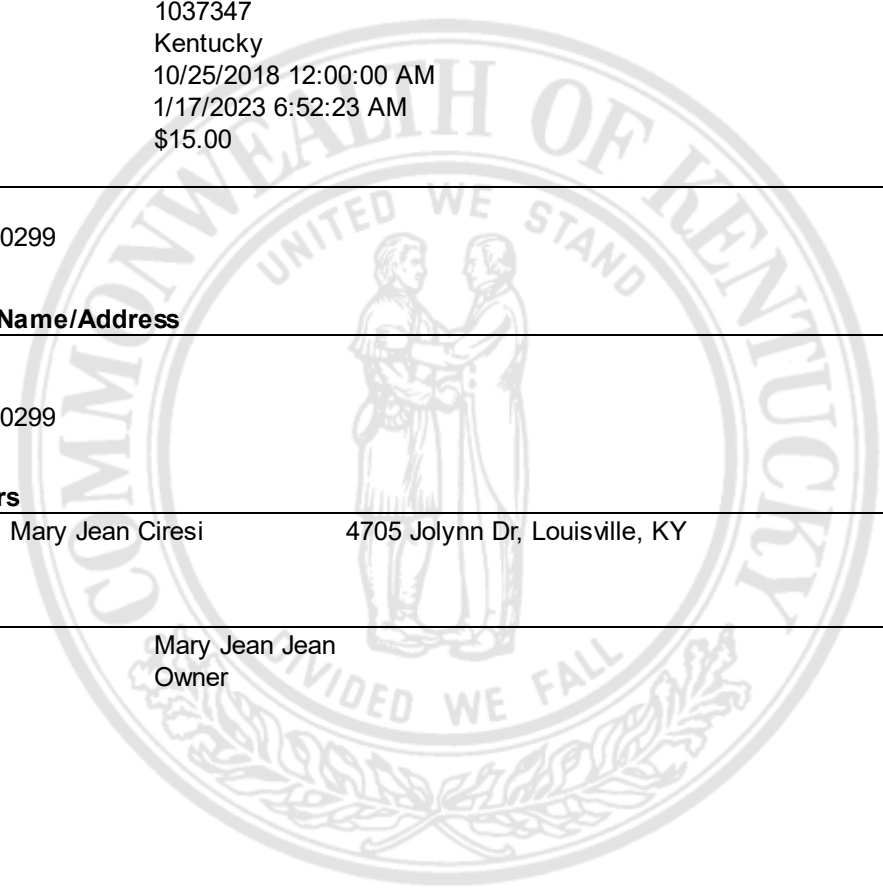 1037347
Kentucky
10/25/2018 12:00:00 AM
1/17/2023 6:52:23 AM
$15.00
0299
Name/Address
0299
rs
Mary Jean Ciresi 4705 Jolynn Dr, Louisville, KY
Mary Jean Jean
Owner
COMMONWEALTH OF KENTUCKY
UNITED WE STAND
DIVIDED WE FALL